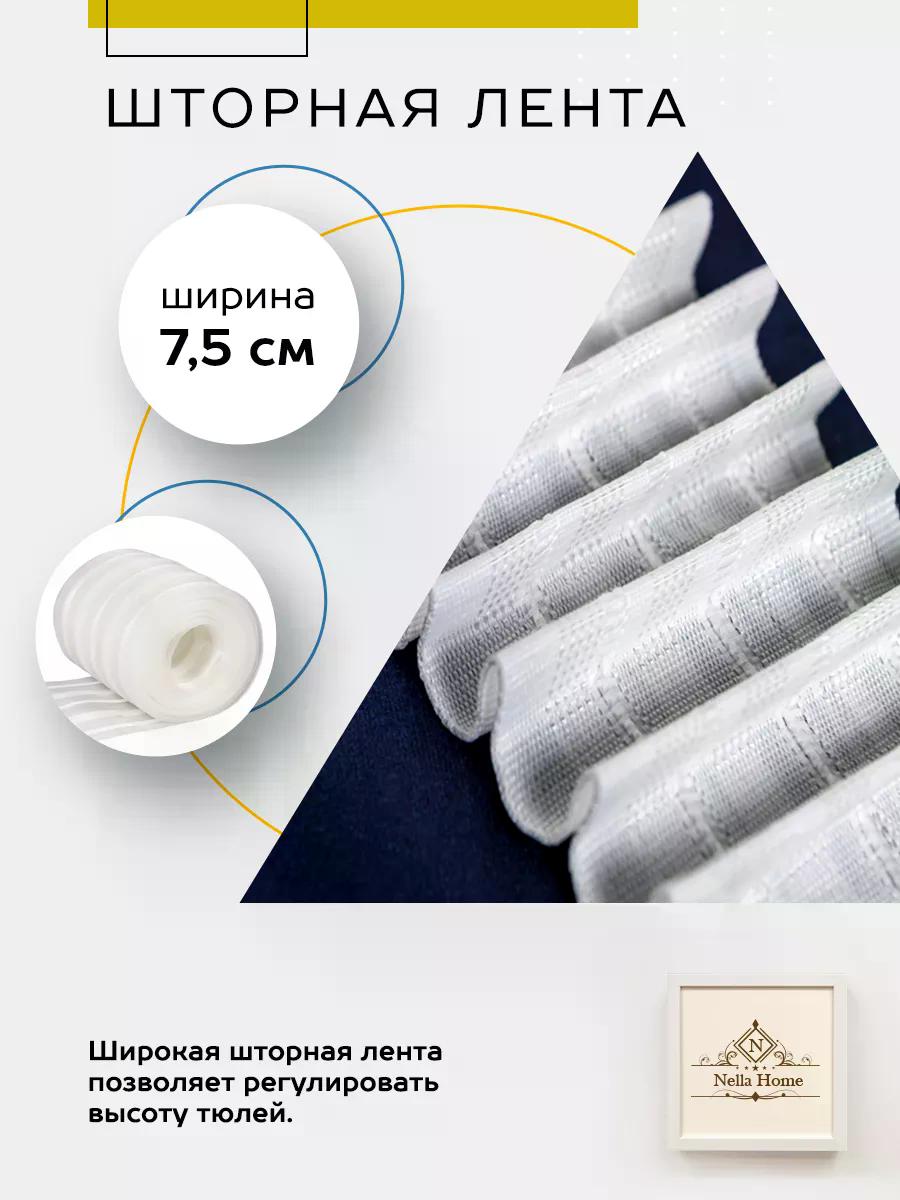 ШТОРНАЯ ЛЕНТА
ширина
7,5 см
Широкая шторная лента
позволяет регулировать
высоту тюлей.
N
Nella Home